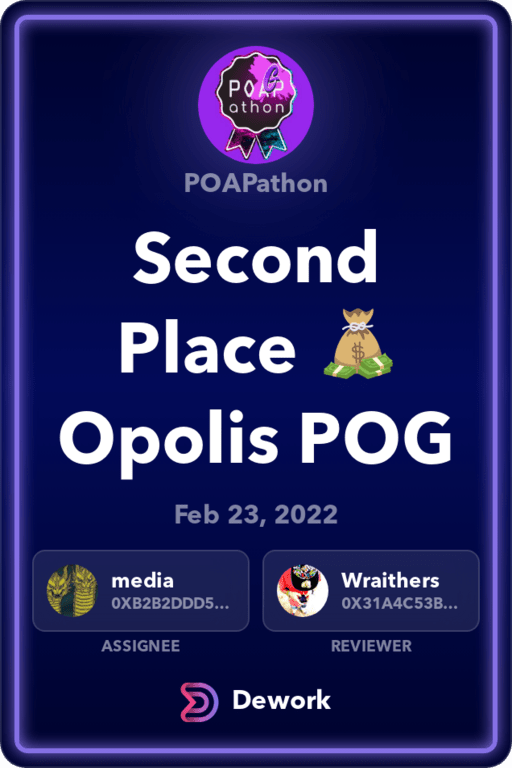 POAP
athon
POAPathon
Second
Place 💰
Opolis POG
Feb 23, 2022
media
0XB2B2DDD5...
Wraithers
0X31A4C53B...
ASSIGNEE
REVIEWER
Dework